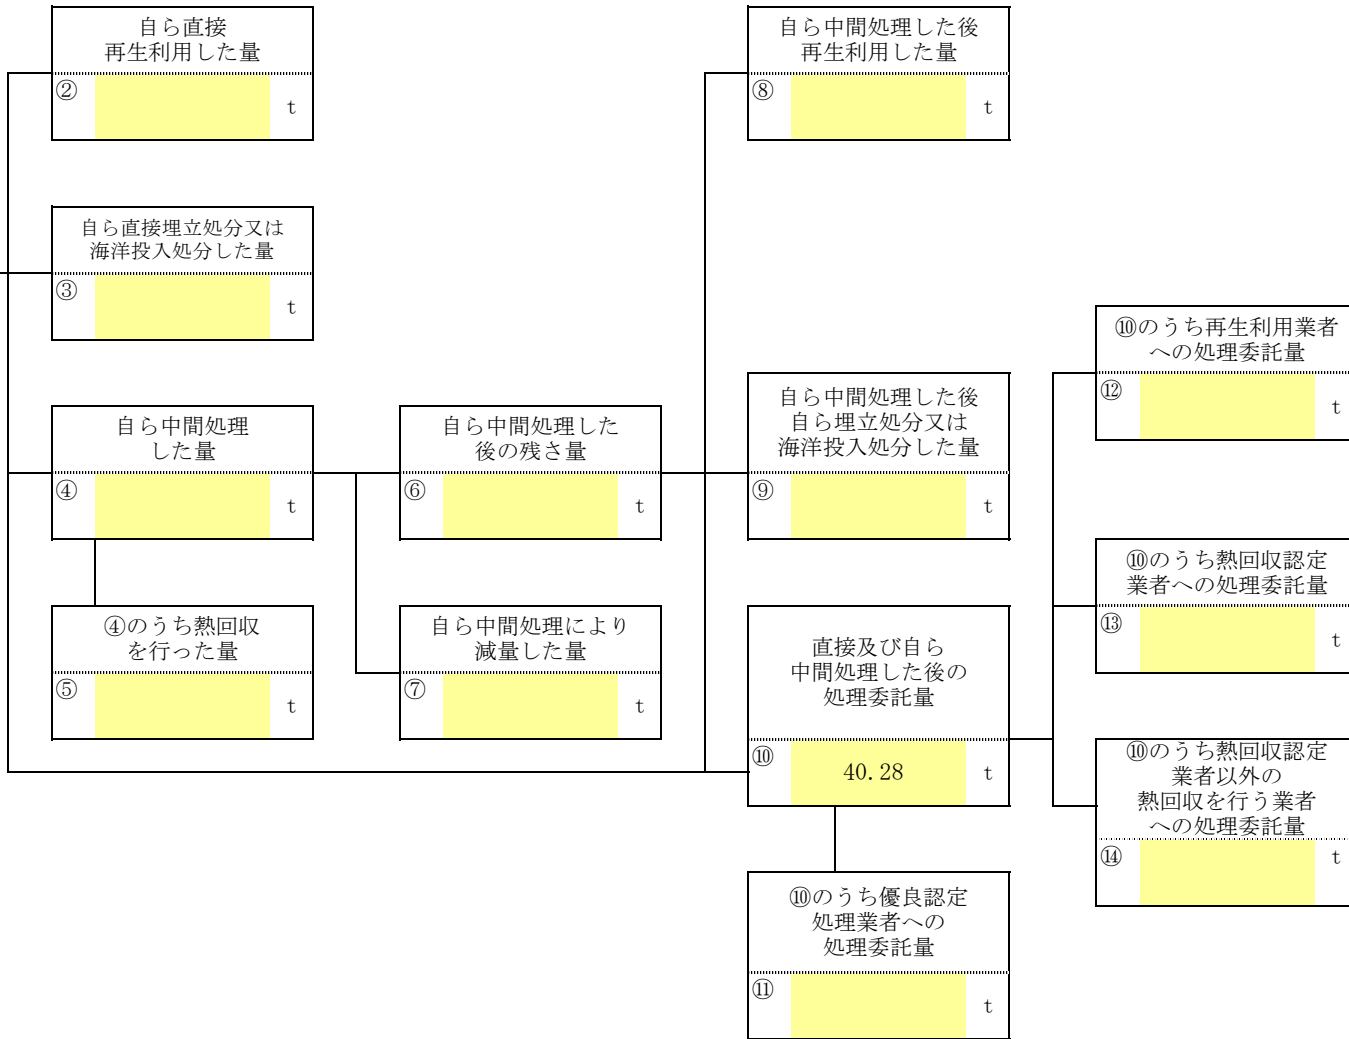 自ら直接
再生利用した量
②
t
自ら中間処理した後
再生利用した量
⑧
t
自ら直接埋立処分又は
海洋投入処分した量
③
t
⑩のうち再生利用業者
への処理委託量
⑫
t
自ら中間処理
した量
④
t
自ら中間処理した
後の残さ量
⑥
t
自ら中間処理した後
自ら埋立処分又は
海洋投入処分した量
⑨
t
⑩のうち熱回収認定
業者への処理委託量
⑬
t
④のうち熱回収
を行った量
⑤
t
自ら中間処理により
減量した量
⑦
t
直接及び自ら
中間処理した後の
処理委託量
⑩
40.28
t
⑩のうち熱回収認定
業者以外の
熱回収を行う業者
への処理委託量
⑭
t
⑩のうち優良認定
処理業者への
処理委託量
⑪
t